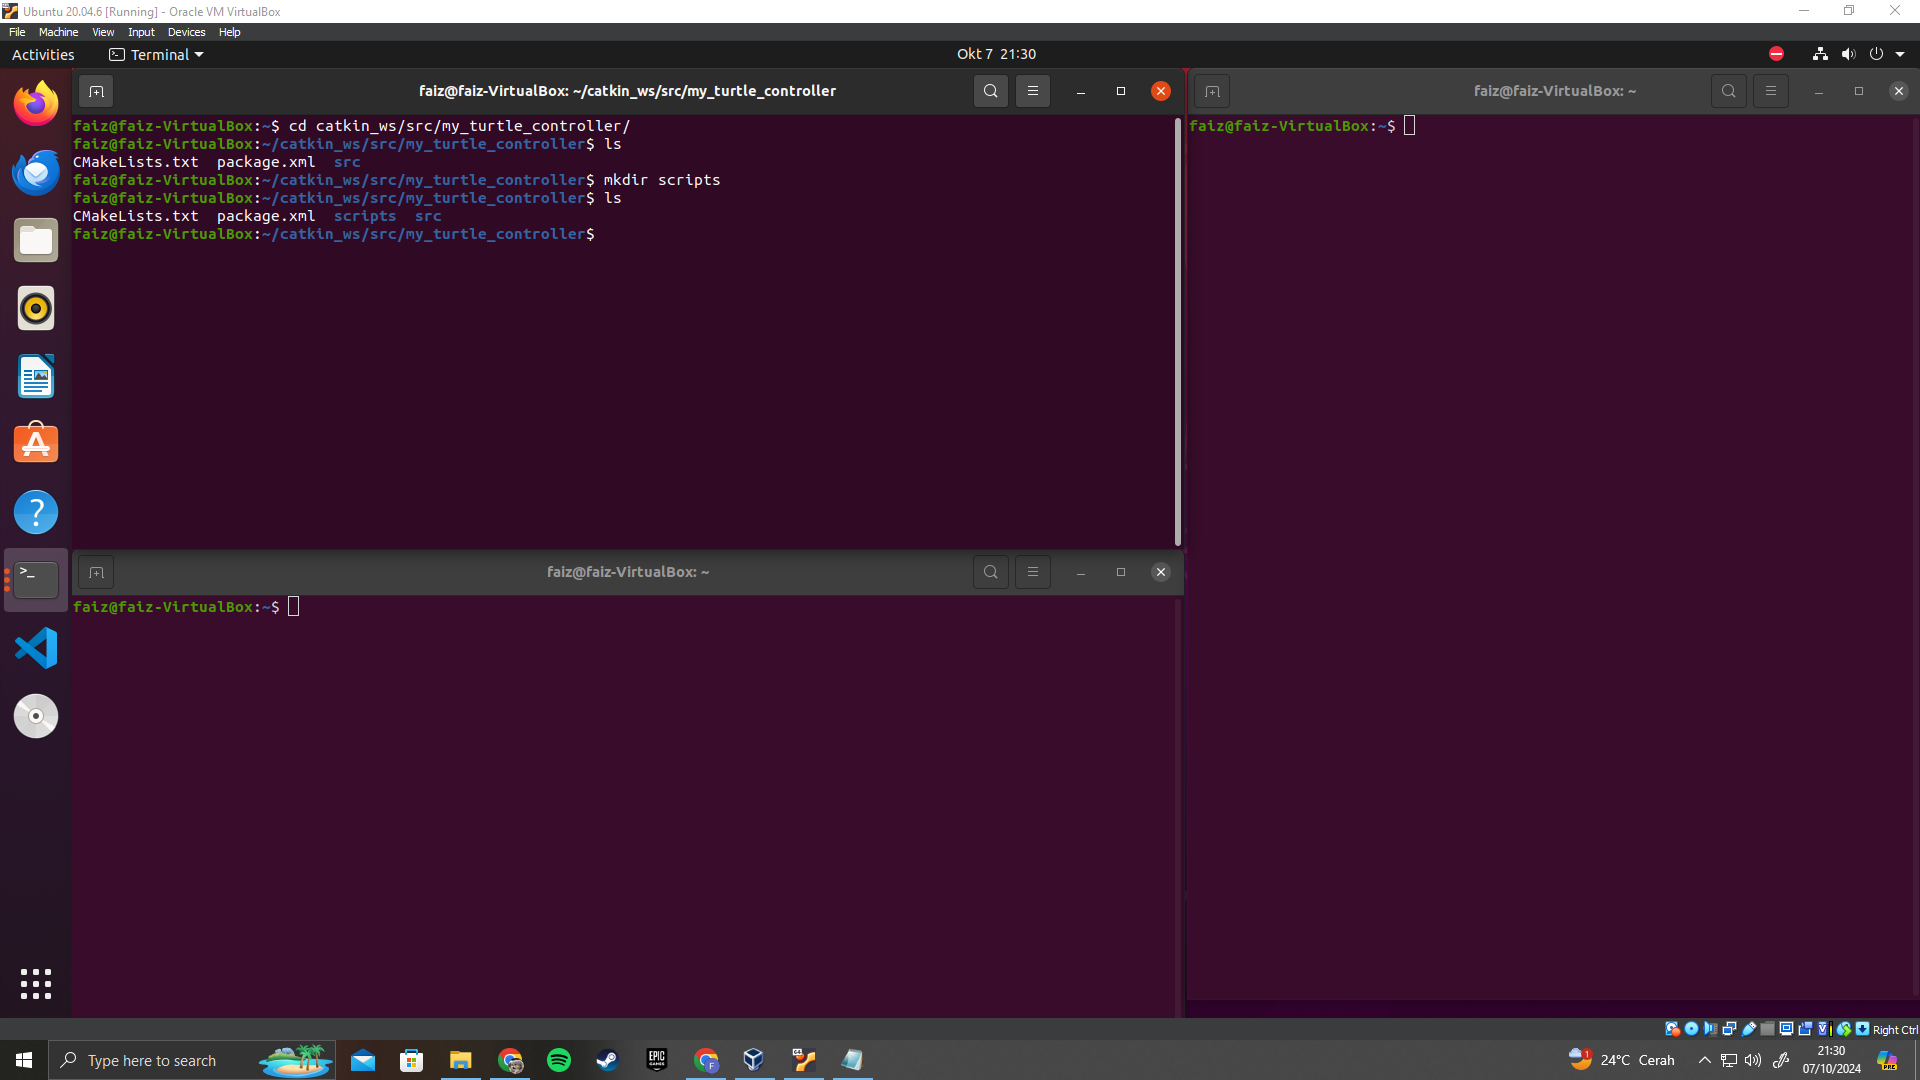 Ubuntu 20.04.6 [Running] - Oracle VM VirtualBox
File Machine View Input Devices Help
Activities Terminal Okt 7 21:30
faiz@faiz-VirtualBox: ~/catkin_ws/src/my_turtle_controller
faiz@faiz-VirtualBox:~$ cd catkin_ws/src/my_turtle_controller/
faiz@faiz-VirtualBox:~/catkin_ws/src/my_turtle_controller$ ls
CMakeLists.txt package.xml src
faiz@faiz-VirtualBox:~/catkin_ws/src/my_turtle_controller$ mkdir scripts
faiz@faiz-VirtualBox:~/catkin_ws/src/my_turtle_controller$ ls
CMakeLists.txt package.xml scripts src
faiz@faiz-VirtualBox:~/catkin_ws/src/my_turtle_controller$
faiz@faiz-VirtualBox: ~
faiz@faiz-VirtualBox:~$
faiz@faiz-VirtualBox: ~
faiz@faiz-VirtualBox:~$
Right Ctrl
Type here to search
EPIC GAMES
1
24°C Cerah
21:30
07/10/2024
PRE